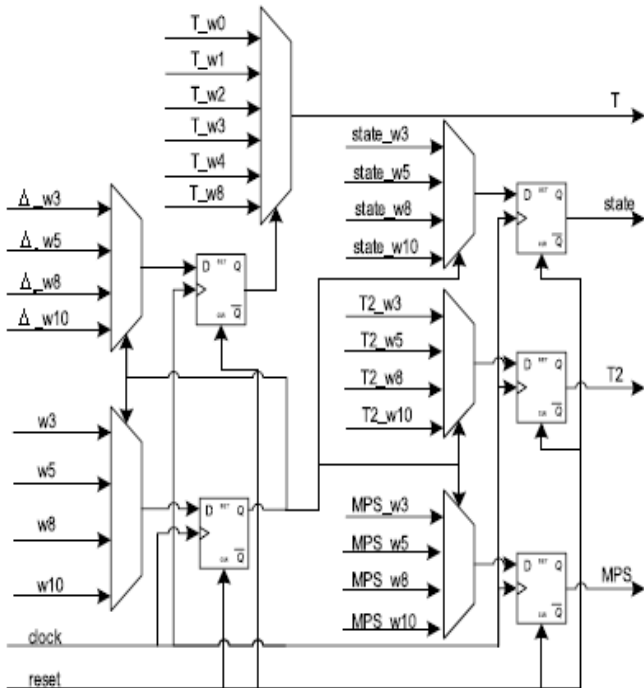 T_w0
T_w1
T_w2
T_w3
T_w4
T_w8
T
state_w3
state_w5
state_w8
state_w10
D
Q
Q
state
Δ_w3
Δ_w5
Δ_w8
Δ_w10
D
Q
Q
T2_w3
T2_w5
T2_w8
T2_w10
D
Q
Q
T2
w3
w5
w8
w10
D
Q
Q
MPS_w3
MPS_w5
MPS_w8
MPS_w10
D
Q
Q
MPS
clock
reset